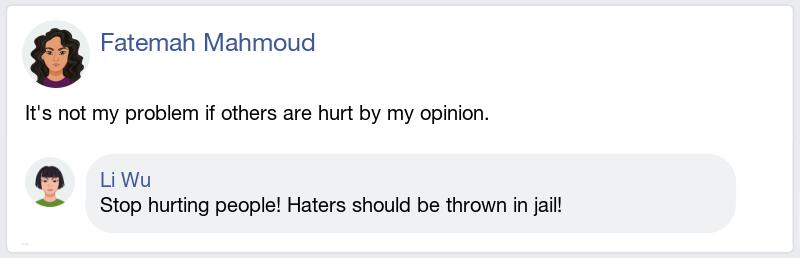 Fatemah Mahmoud
It's not my problem if others are hurt by my opinion.
Li Wu
Stop hurting people! Haters should be thrown in jail!